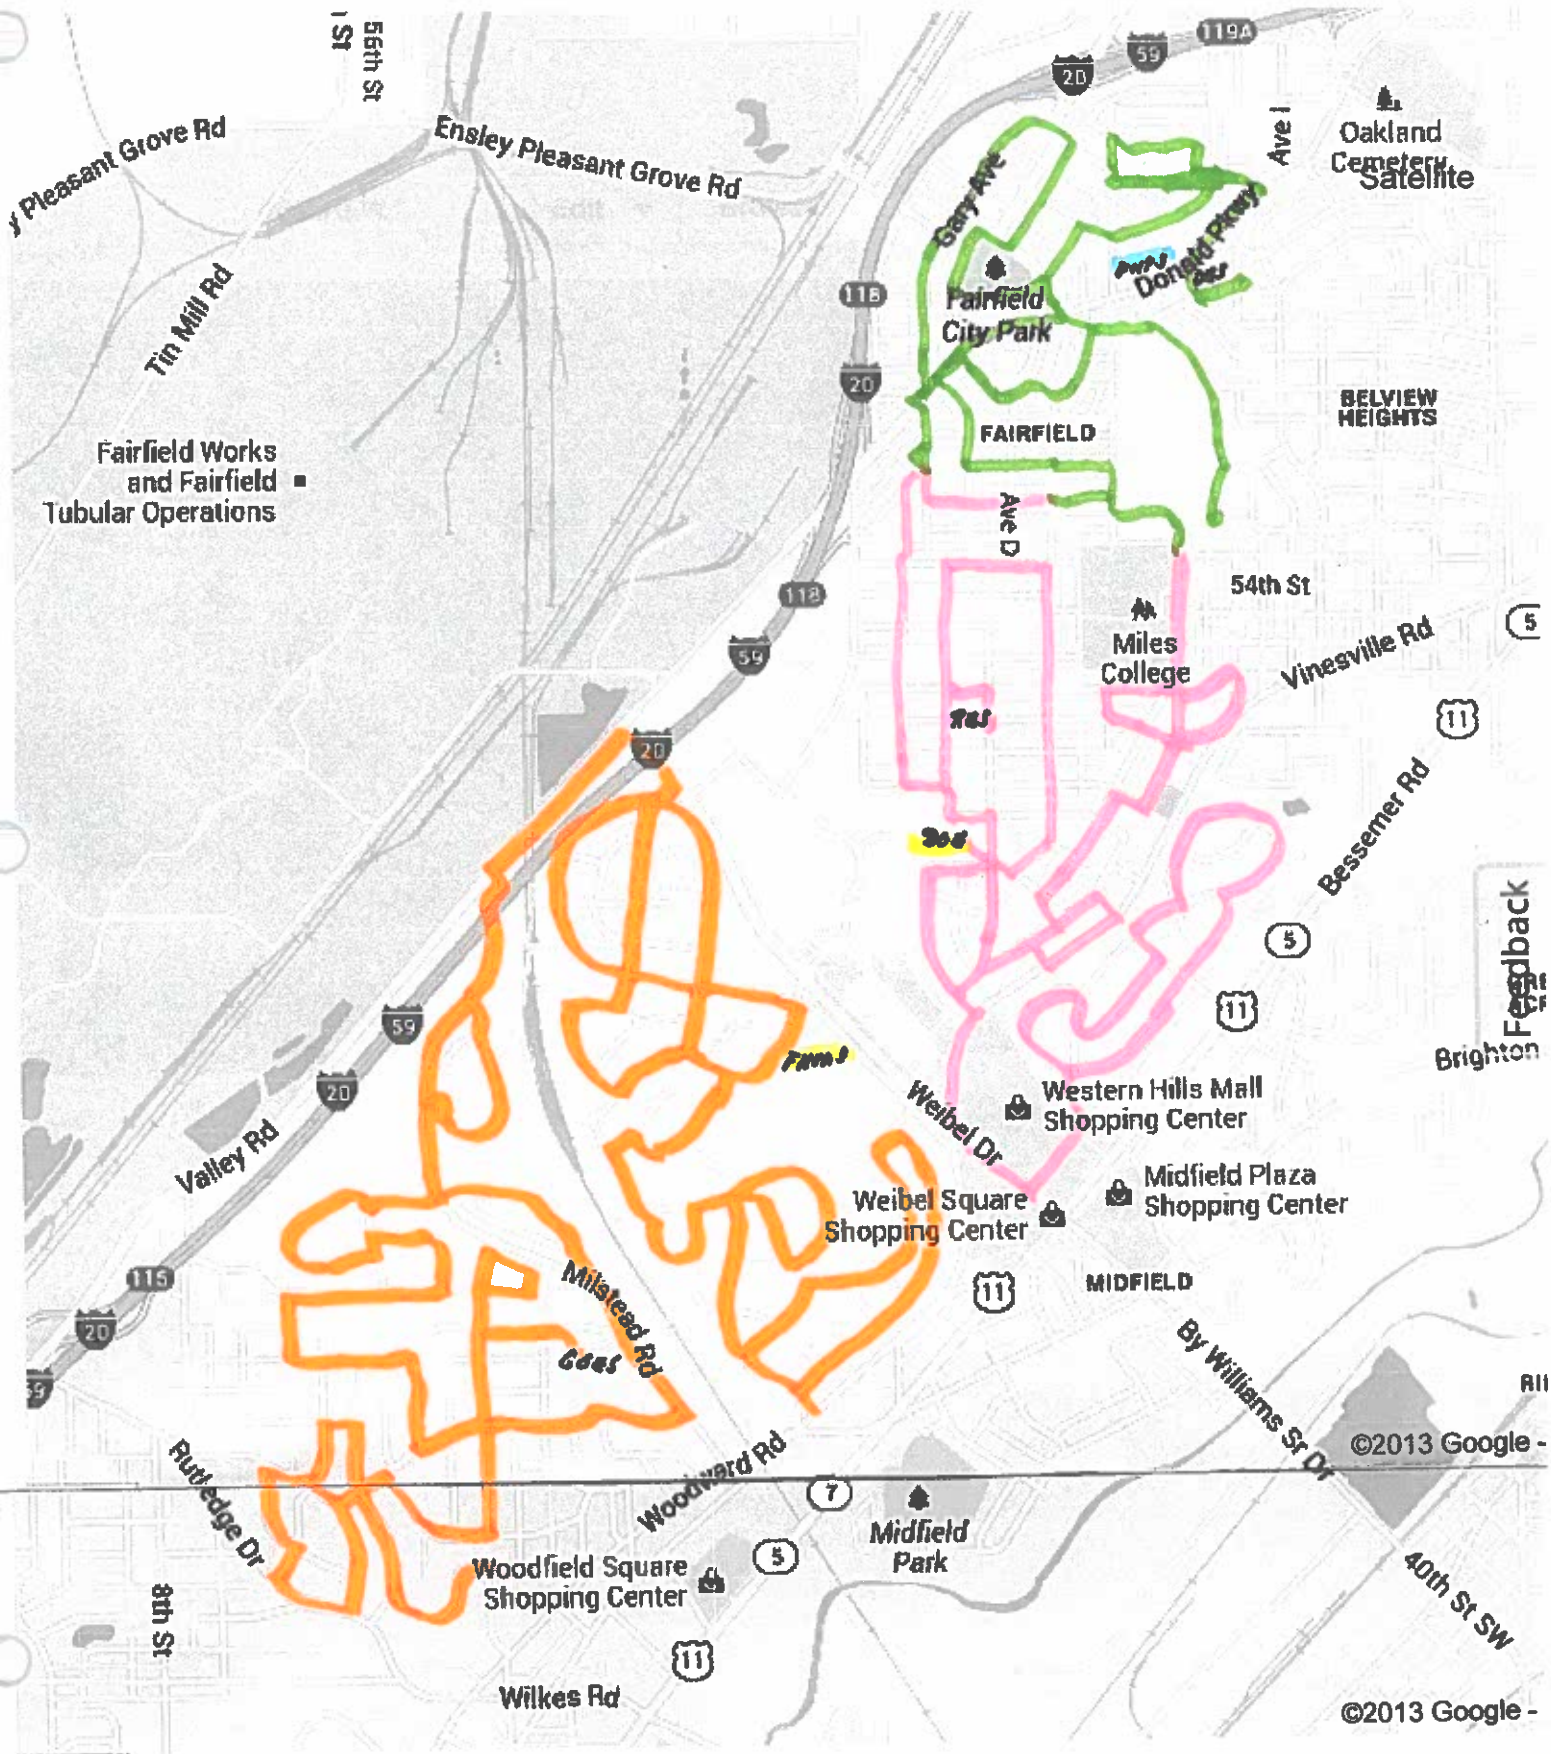 56th St
St
119A
59
20
Ave I
Oakland
Cemetery
Satellite
Pleasant Grove Rd
Ensley Pleasant Grove Rd
Gary Ave
Donald Pkwy
Tin Mill Rd
118
Fairfield
City Park
20
BELVIEW
HEIGHTS
FAIRFIELD
Fairfield Works
and Fairfield
Tubular Operations
Ave D
118
54th St
5
Miles
College
Vinesville Rd
59
11
20
Bessemer Rd
Feedback
5
59
11
Brighton
20
Western Hills Mall
Shopping Center
Weibel Dr
Valley Rd
Midfield Plaza
Shopping Center
Weibel Square
Shopping Center
115
Milstead Rd
11
MIDFIELD
20
59
By Williams Sr Dr
©2013 Google -
Rutledge Dr
Woodward Rd
7
Midfield
Park
5
Woodfield Square
Shopping Center
40th St SW
8th St
11
Wilkes Rd
©2013 Google -